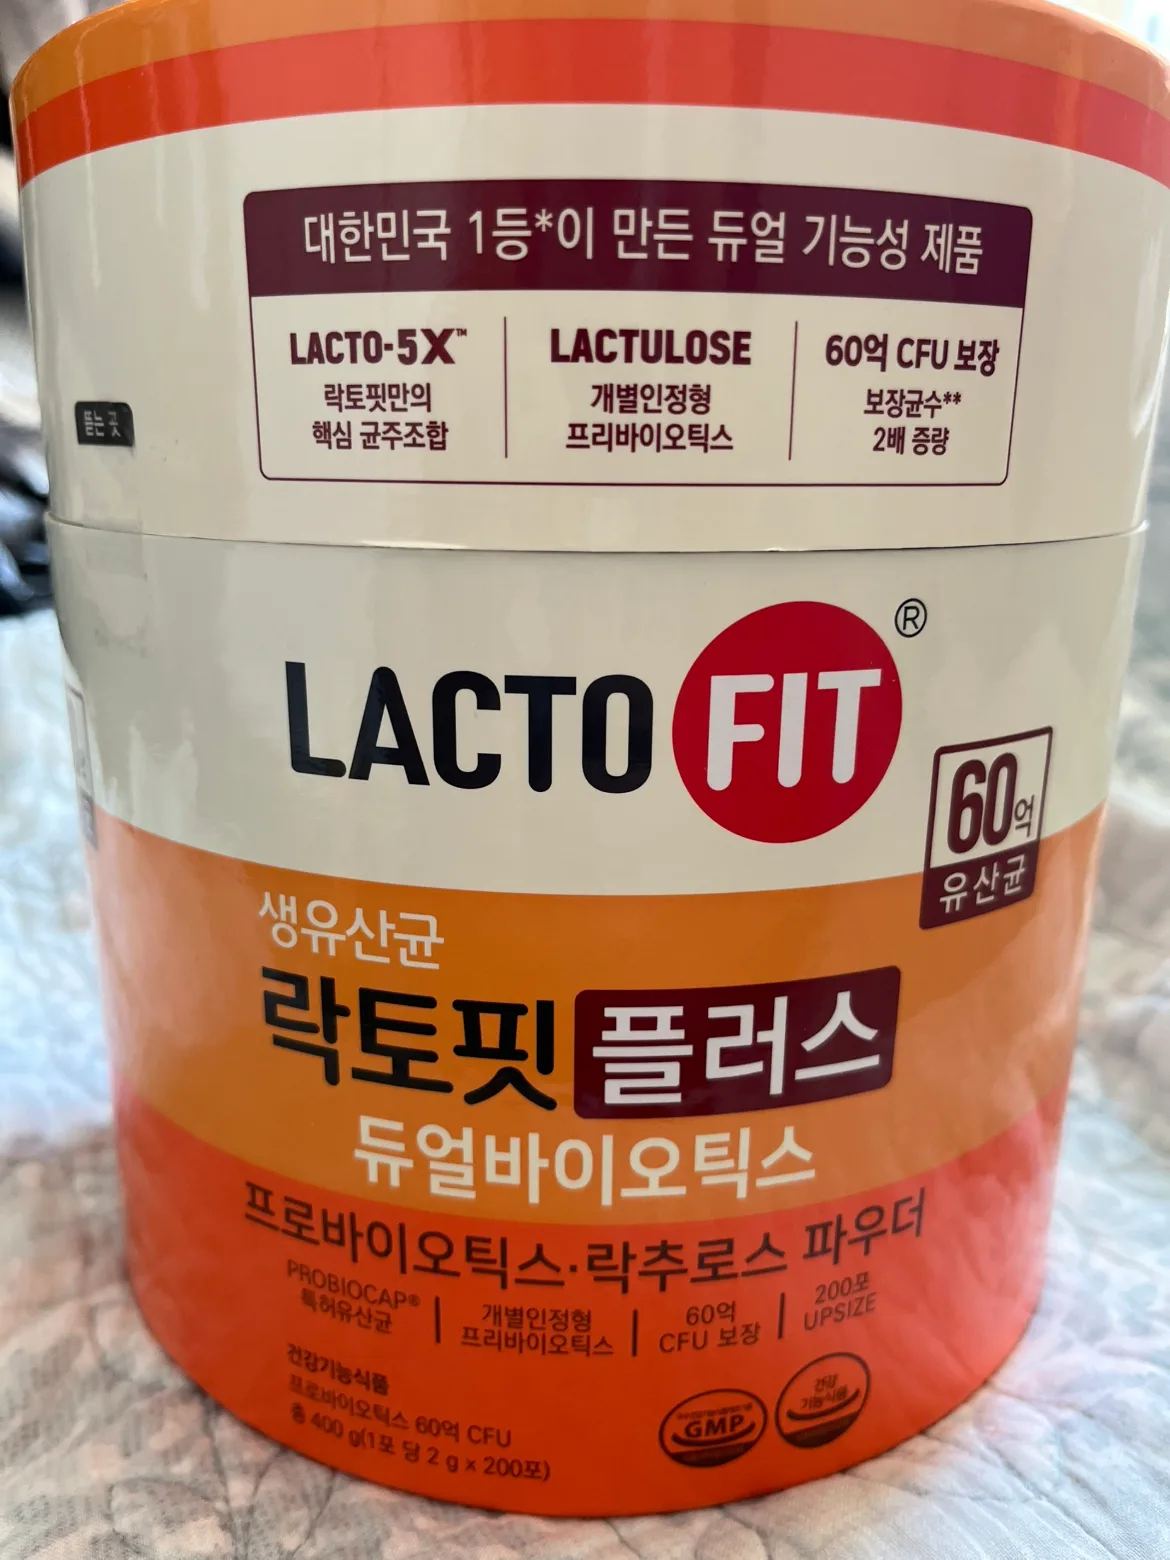 대한민국 1등*이 만든 듀얼 기능성 제품
LACTO-5X™
락토핏만의
핵심 균주조합
LACTULOSE
개별인정형
프리바이오틱스
60억 CFU 보장
보장균수**
2배 증량
뜯는 곳
LACTO FIT®
60억
유산균
생유산균
락토핏 플러스
듀얼바이오틱스
프로바이오틱스·락추로스 파우더
PROBIOCAP®
특허유산균
개별인정형
프리바이오틱스
60억
CFU 보장
200포
UPSIZE
건강기능식품
프로바이오틱스 60억 CFU
총 400 g(1포 당 2 g x 200포)
GMP
건강
기능식품